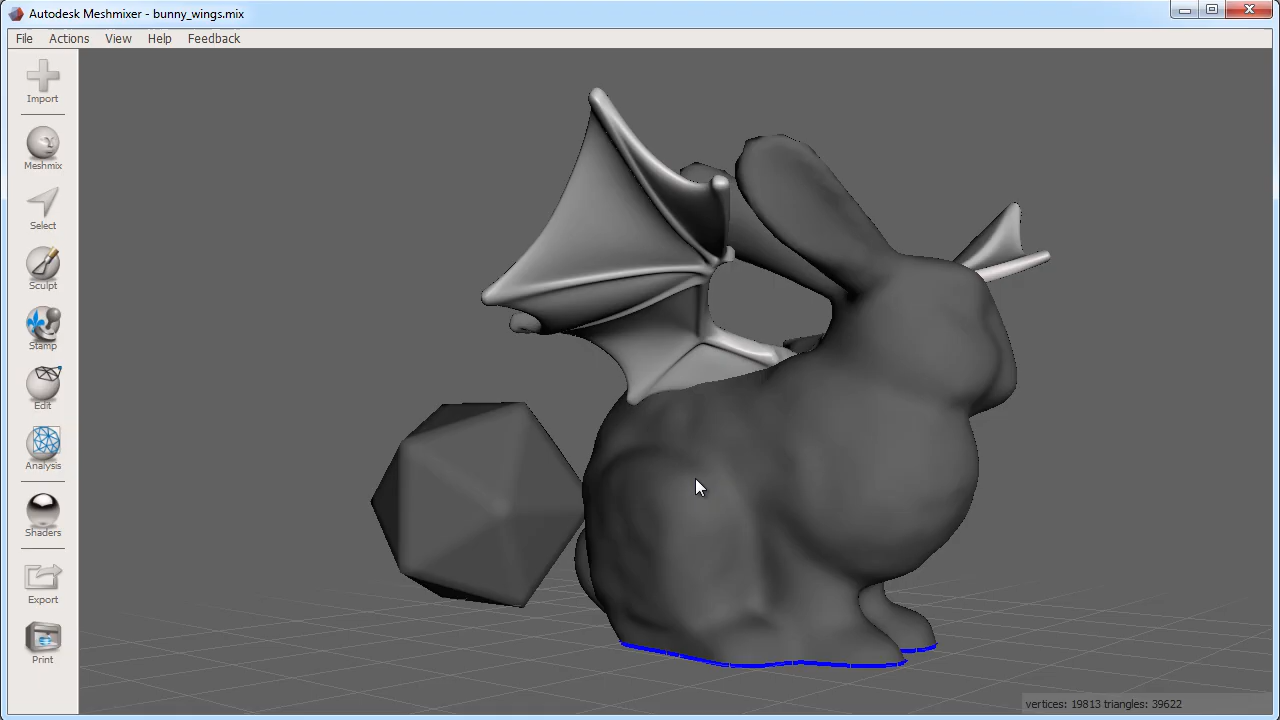 Autodesk Meshmixer - bunny_wings.mix
File Actions View Help Feedback
Import
Meshmix
Select
Sculpt
Stamp
Edit
Analysis
Shaders
Export
Print
vertices: 19813 triangles: 39622